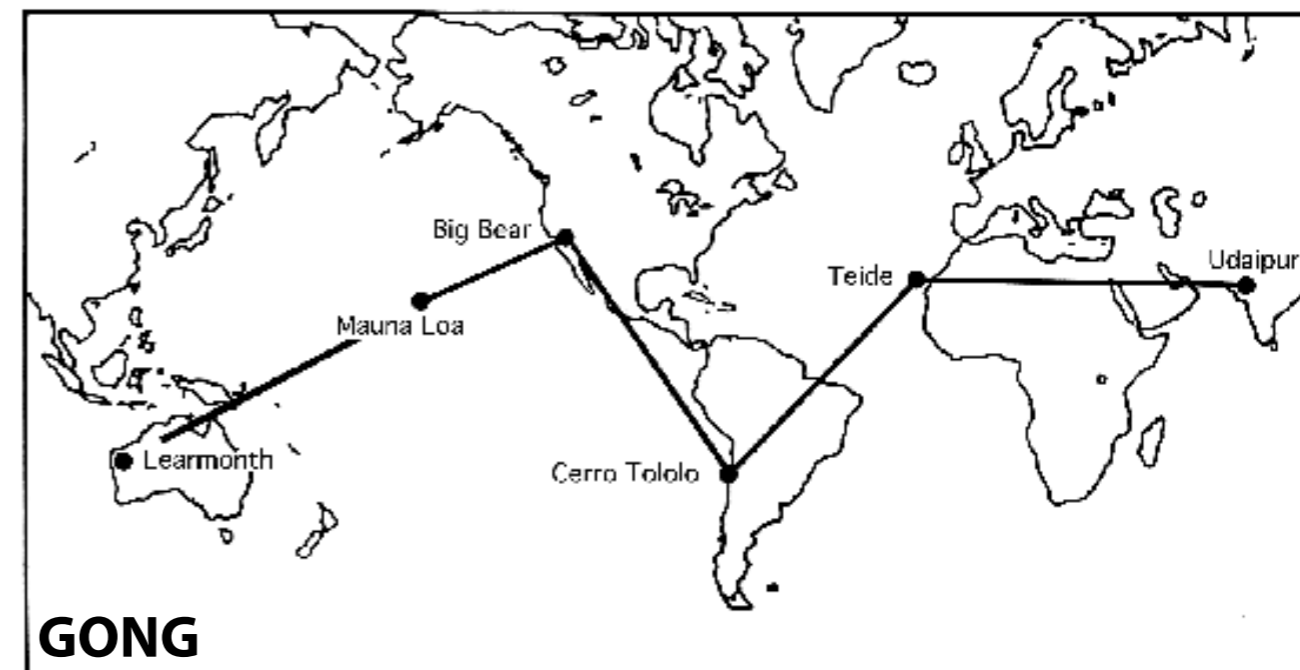 Big Bear
Udaipur
Teide
Mauna Loa
Learmonth
Cerro Tololo
GONG